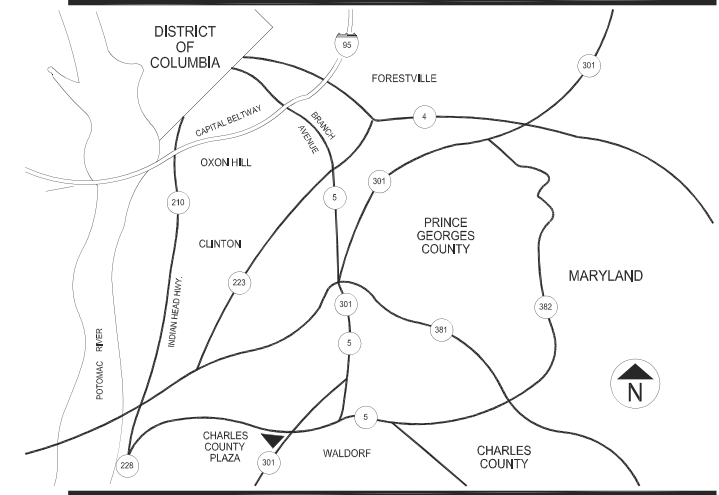 DISTRICT
OF
COLUMBIA
95
301
FORESTVILLE
CAPITAL BELTWAY
BRANCH
AVENUE
4
OXON HILL
301
210
5
PRINCE
GEORGES
COUNTY
CLINTON
MARYLAND
223
INDIAN HEAD HWY.
301
382
381
5
POTOMAC RIVER
N
5
CHARLES
COUNTY
PLAZA
301
WALDORF
CHARLES
COUNTY
228